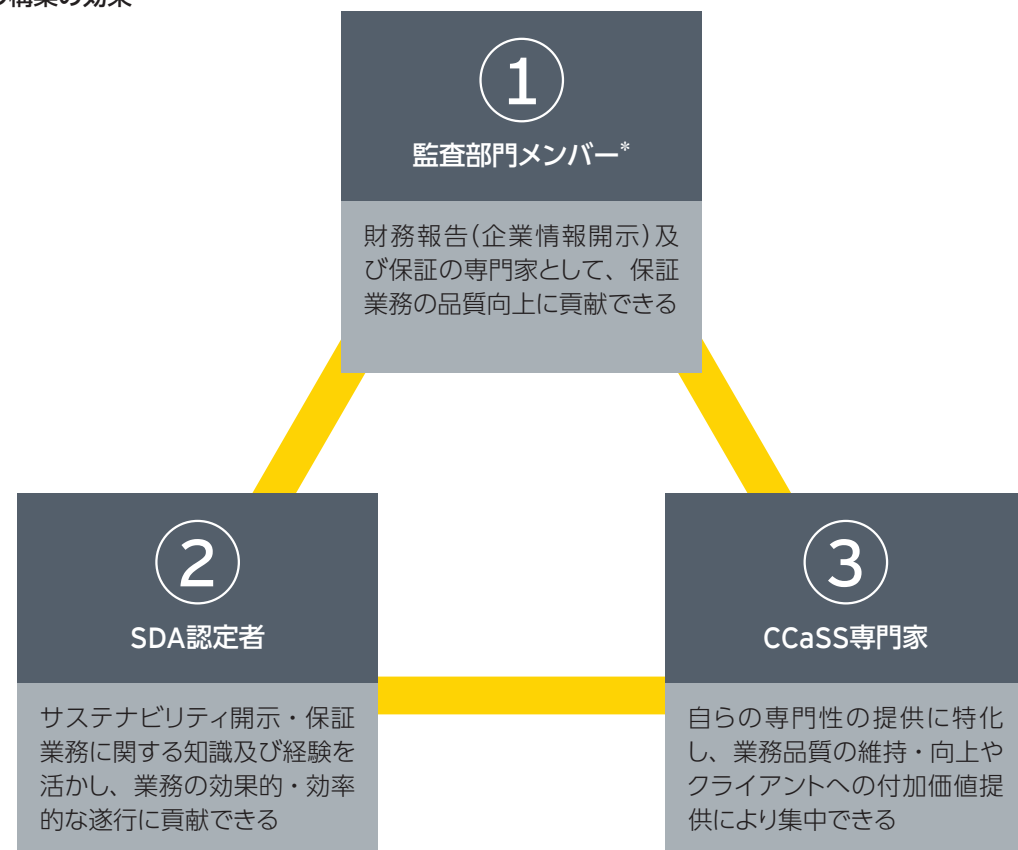 構築の効果
①
監査部門メンバー*
財務報告(企業情報開示)及
び保証の専門家として、保証
業務の品質向上に貢献できる
②
SDA認定者
サステナビリティ開示・保証
業務に関する知識及び経験を
活かし、業務の効果的・効率
的な遂行に貢献できる
③
CCaSS専門家
自らの専門性の提供に特化
し、業務品質の維持・向上や
クライアントへの付加価値提
供により集中できる